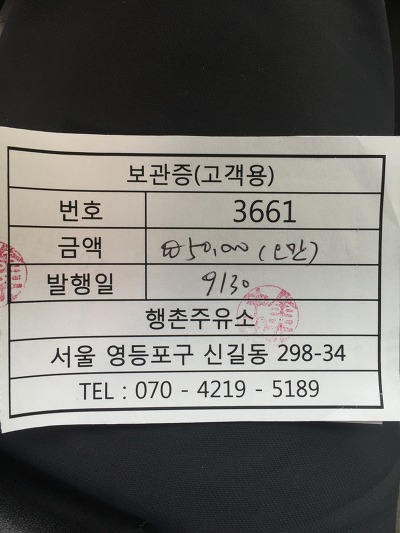 보관증(고객용)
번호 3661
금액 ₩50,000 (오만)
발행일 9/30
행촌주유소
서울 영등포구 신길동 298-34
TEL : 070 - 4219 - 5189